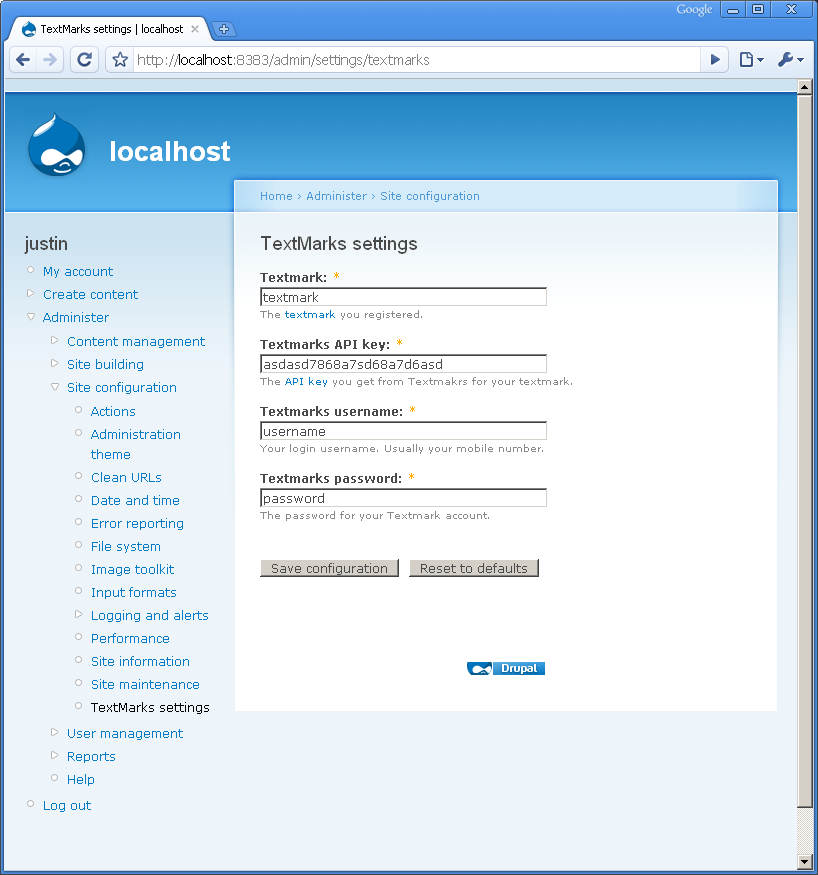 Google
TextMarks settings | localhost
http://localhost:8383/admin/settings/textmarks
localhost
Home › Administer › Site configuration
justin
My account
Create content
Administer
Content management
Site building
Site configuration
Actions
Administration
theme
Clean URLs
Date and time
Error reporting
File system
Image toolkit
Input formats
Logging and alerts
Performance
Site information
Site maintenance
TextMarks settings
User management
Reports
Help
Log out
TextMarks settings
Textmark: *
textmark
The textmark you registered.
Textmarks API key: *
asdasd7868a7sd68a7d6asd
The API key you get from Textmakrs for your textmark.
Textmarks username: *
username
Your login username. Usually your mobile number.
Textmarks password: *
password
The password for your Textmark account.
Save configuration Reset to defaults
Drupal